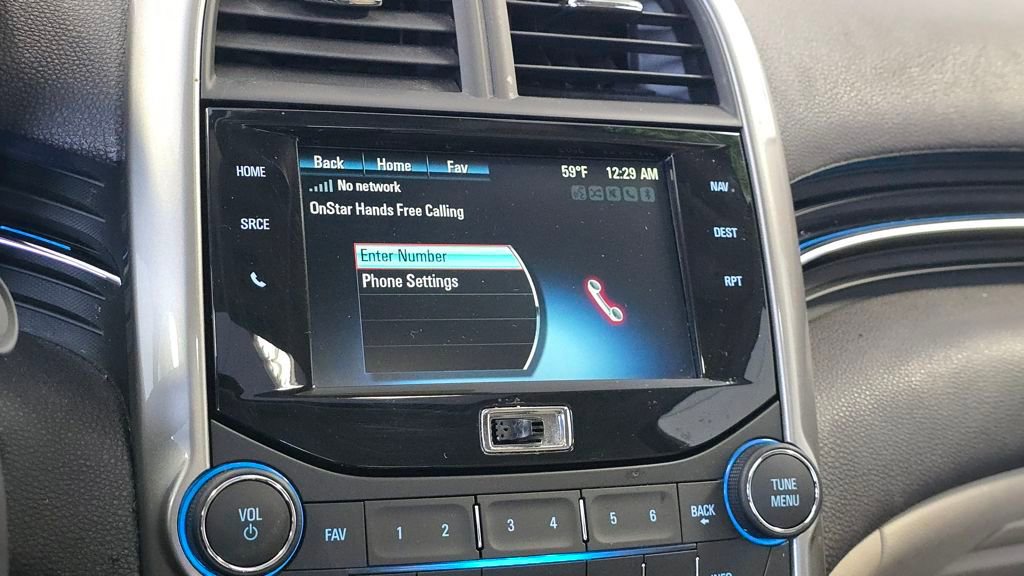 HOME
SRCE
Back Home Fav
59°F 12:29 AM
No network
OnStar Hands Free Calling
Enter Number
Phone Settings
NAV
DEST
RPT
VOL
FAV
1 2
3 4
5 6
BACK
TUNE
MENU
INFO